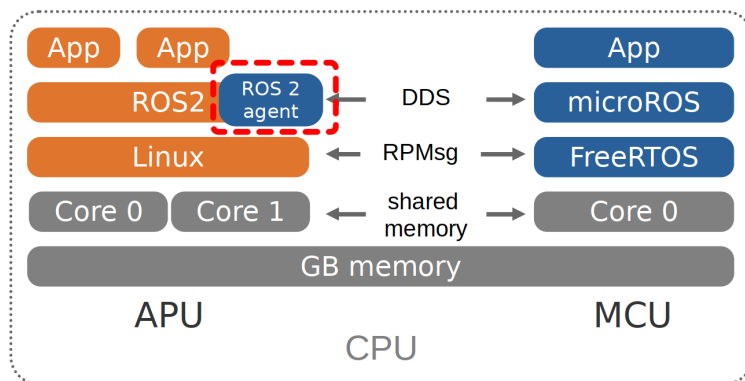 App App App
ROS2 ROS 2 agent DDS microROS
Linux RPMsg FreeRTOS
Core 0 Core 1 shared memory Core 0
GB memory
APU MCU
CPU